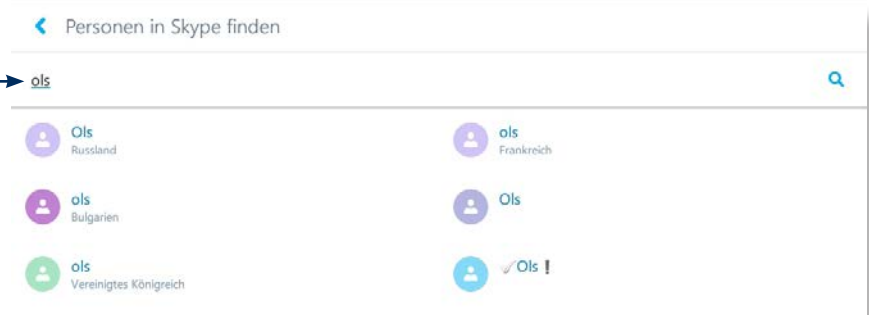 Personen in Skype finden
ols
Ols
Russland
ols
Frankreich
ols
Bulgarien
Ols
ols
Vereinigtes Königreich
✓Ols❗